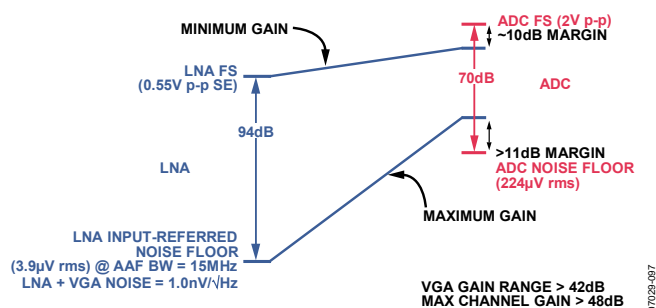 MINIMUM GAIN
ADC FS (2V p-p)
~10dB MARGIN
LNA FS
(0.55V p-p SE)
70dB
ADC
94dB
LNA
>11dB MARGIN
ADC NOISE FLOOR
(224µV rms)
MAXIMUM GAIN
LNA INPUT-REFERRED
NOISE FLOOR
(3.9µV rms) @ AAF BW = 15MHz
LNA + VGA NOISE = 1.0nV/√Hz
VGA GAIN RANGE > 42dB
MAX CHANNEL GAIN > 48dB
07029-097